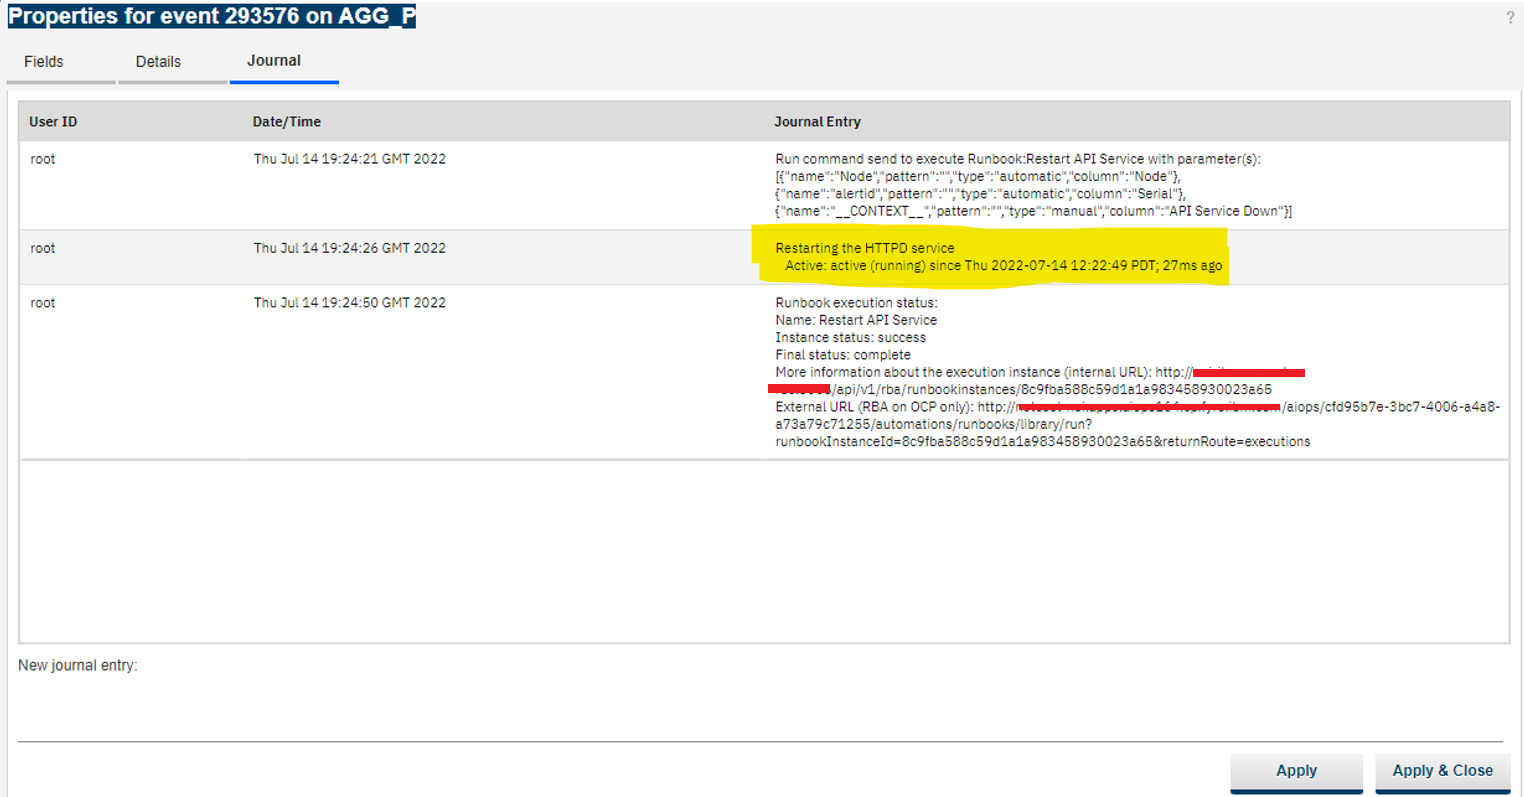 Properties for event 293576 on AGG_P
?
Fields
Details
Journal
User ID
Date/Time
Journal Entry
root
Thu Jul 14 19:24:21 GMT 2022
Run command send to execute Runbook:Restart API Service with parameter(s):
[{"name":"Node","pattern":"","type":"automatic","column":"Node"},
{"name":"alertid","pattern":"","type":"automatic","column":"Serial"},
{"name":"__CONTEXT__","pattern":"","type":"manual","column":"API Service Down"}]
root
Thu Jul 14 19:24:26 GMT 2022
Restarting the HTTPD service
Active: active (running) since Thu 2022-07-14 12:22:49 PDT; 27ms ago
root
Thu Jul 14 19:24:50 GMT 2022
Runbook execution status:
Name: Restart API Service
Instance status: success
Final status: complete
More information about the execution instance (internal URL): http://
/api/v1/rba/runbookinstances/8c9fba588c59d1a1a983458930023a65
External URL (RBA on OCP only): http:// /aiops/cfd95b7e-3bc7-4006-a4a8-
a73a79c71255/automations/runbooks/library/run?
runbookInstanceId=8c9fba588c59d1a1a983458930023a65&returnRoute=executions
New journal entry:
Apply
Apply & Close